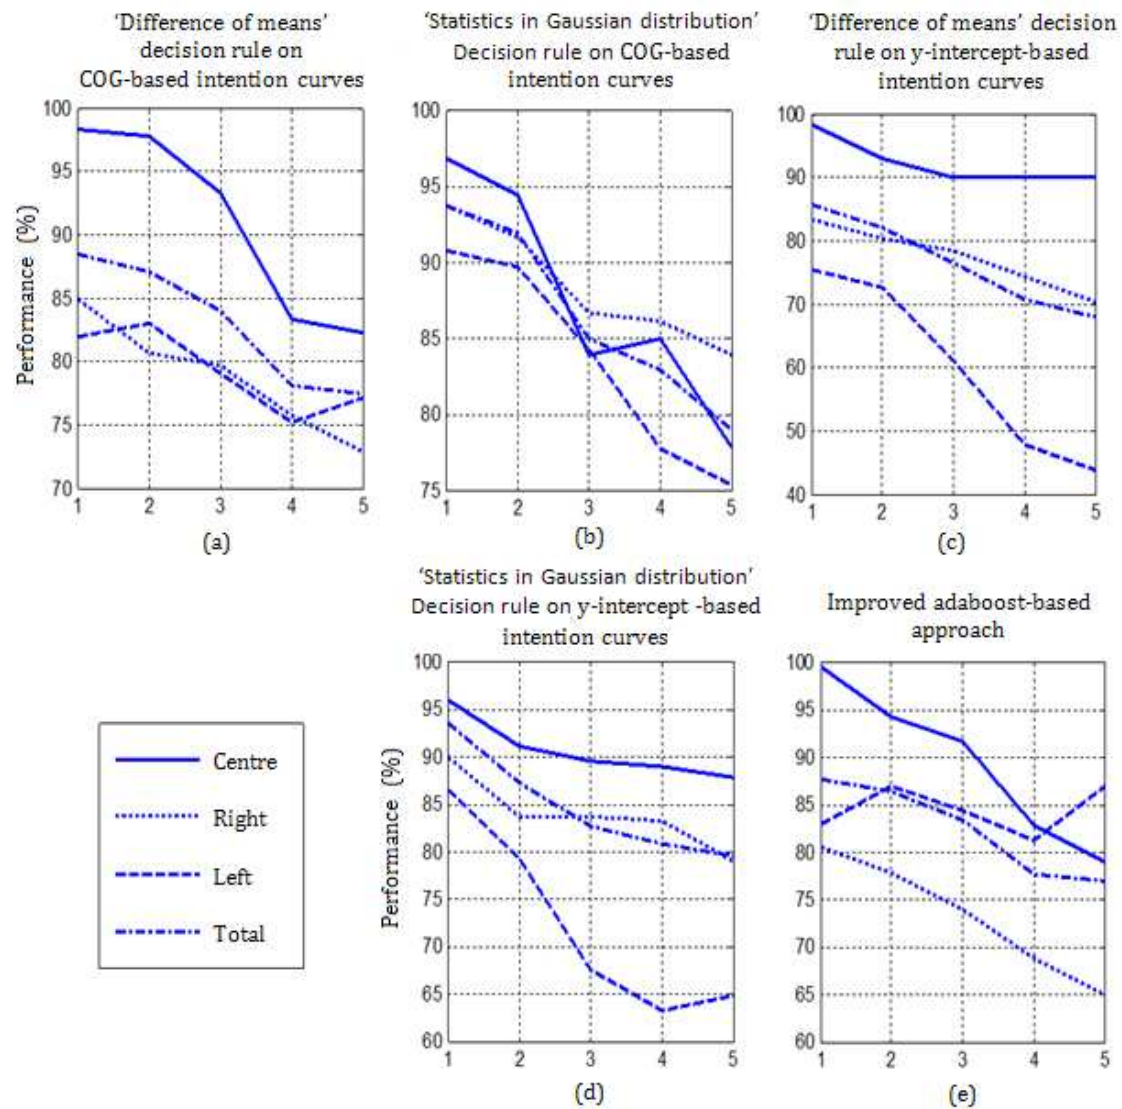 ‘Difference of means’
decision rule on
COG-based intention curves
‘Statistics in Gaussian distribution’
Decision rule on COG-based
intention curves
‘Difference of means’ decision
rule on y-intercept-based
intention curves
Performance (%)
100
95
90
85
80
75
70
1 2 3 4 5
(a)
100
95
90
85
80
75
1 2 3 4 5
(b)
100
90
80
70
60
50
40
1 2 3 4 5
(c)
Centre
Right
Left
Total
‘Statistics in Gaussian distribution’
Decision rule on y-intercept -based
intention curves
Performance (%)
100
95
90
85
80
75
70
65
60
1 2 3 4 5
(d)
Improved adaboost-based
approach
100
95
90
85
80
75
70
65
60
1 2 3 4 5
(e)